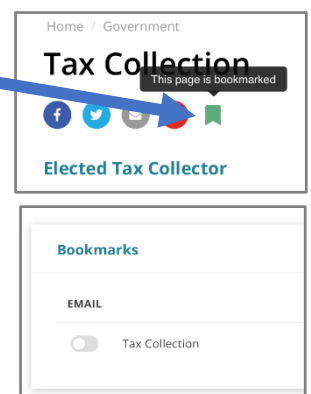 Home / Government
Tax Collection
This page is bookmarked
Elected Tax Collector
Bookmarks
EMAIL
Tax Collection